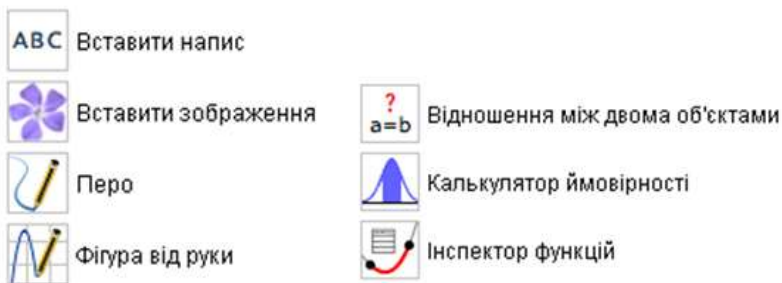 ABC Вставити напис
Вставити зображення
Перо
Фігура від руки
? a=b Відношення між двома об'єктами
Калькулятор ймовірності
Інспектор функцій